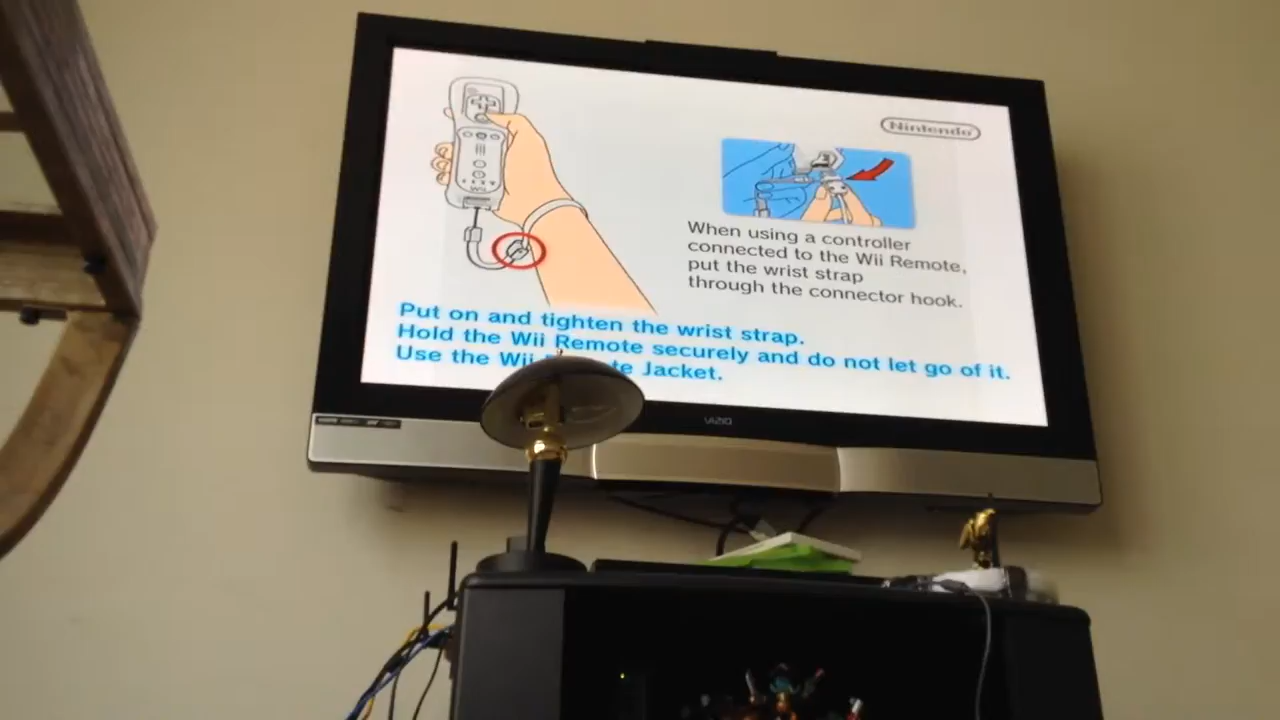 Nintendo
Wii
When using a controller
connected to the Wii Remote,
put the wrist strap
through the connector hook.
Put on and tighten the wrist strap.
Hold the Wii Remote securely and do not let go of it.
Use the Wii Remote Jacket.
VIZIO